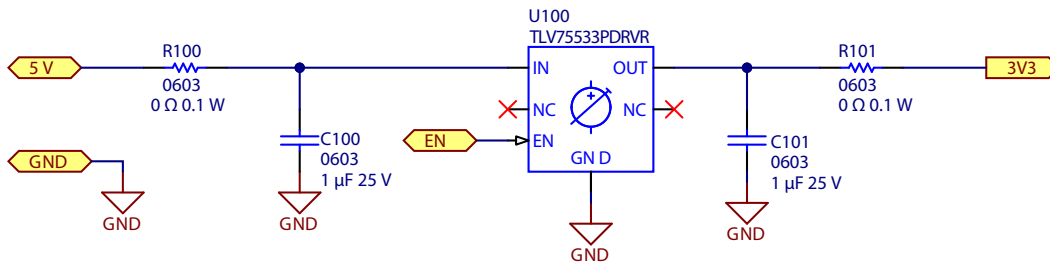 U100
TLV75533PDRVR
5 V
R100
0603
0 Ω 0.1 W
IN
OUT
R101
0603
0 Ω 0.1 W
3V3
NC
NC
EN
EN
C100
0603
1 µF 25 V
C101
0603
1 µF 25 V
GND
GN D
GND
GND
GND
GND